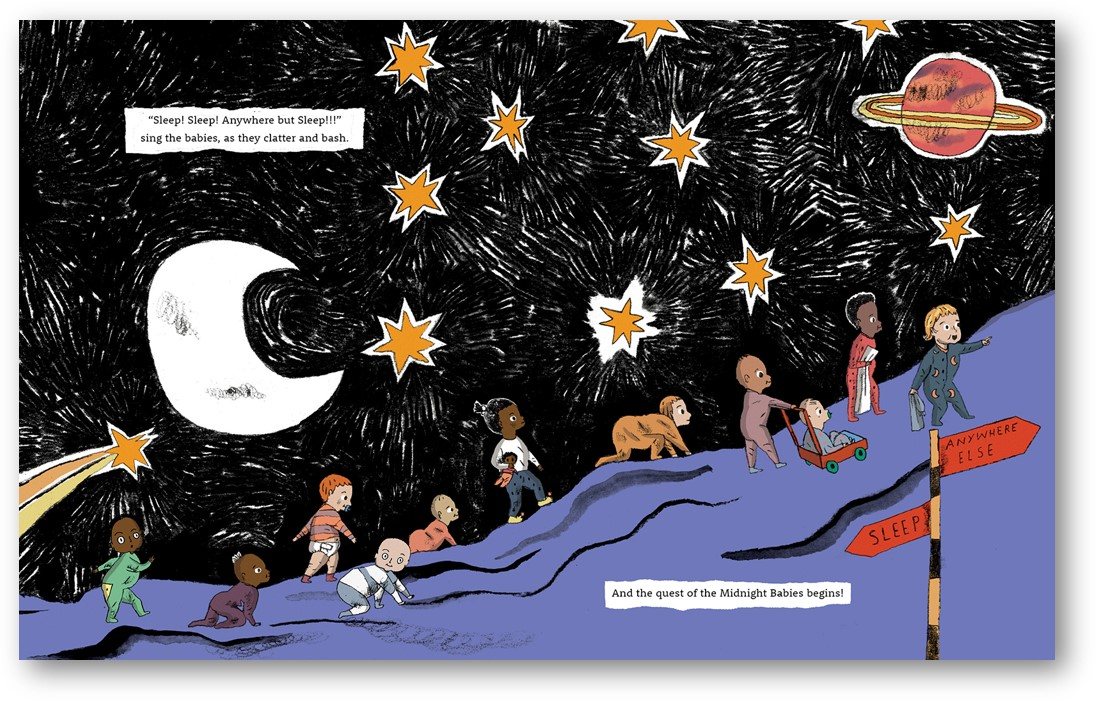 “Sleep! Sleep! Anywhere but Sleep!!!”
sing the babies, as they clatter and bash.
ANYWHERE
ELSE
SLEEP
And the quest of the Midnight Babies begins!